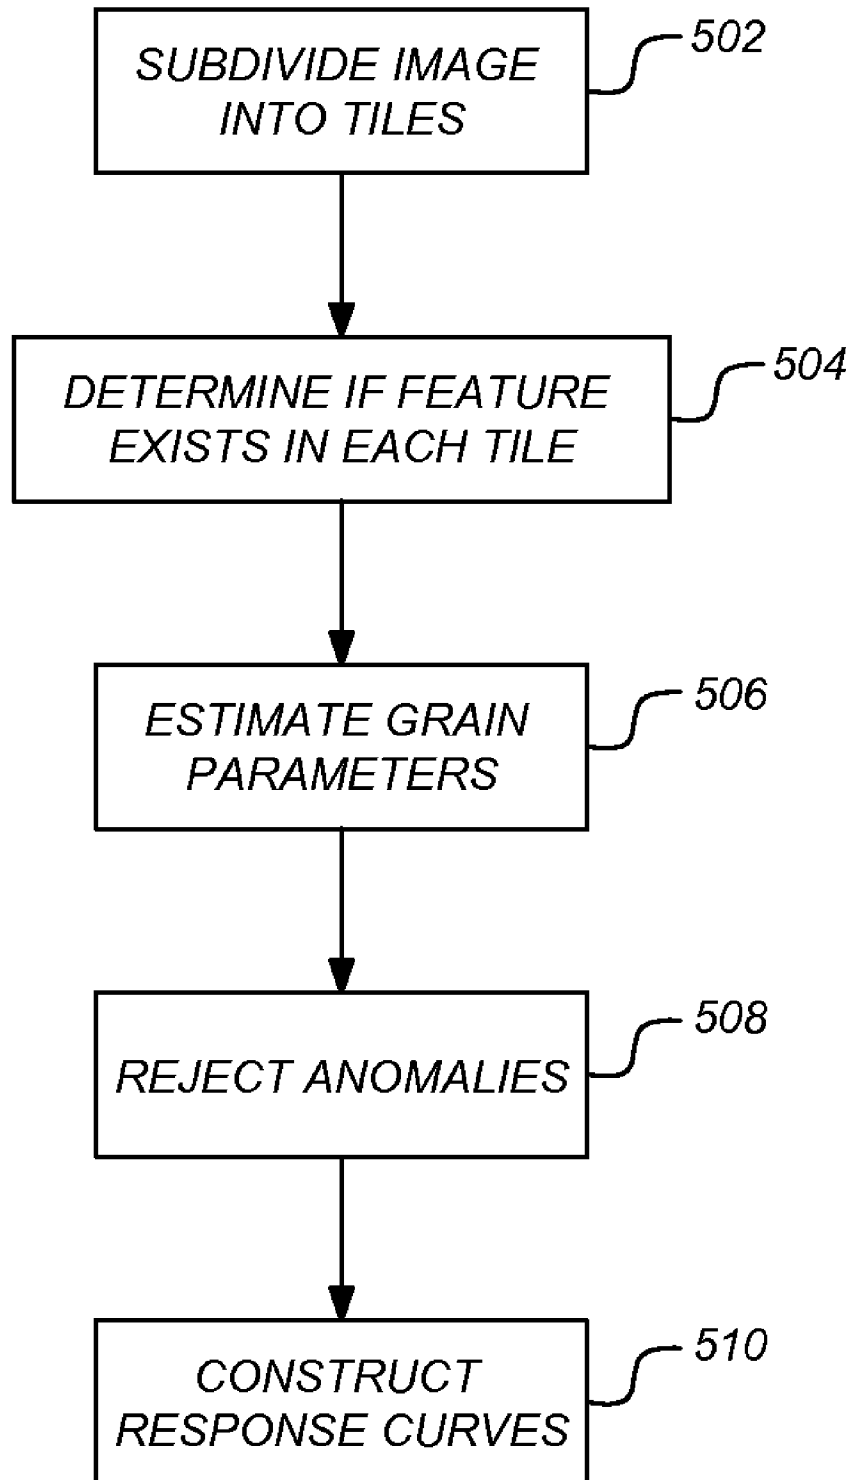 SUBDIVIDE IMAGE
INTO TILES
502
DETERMINE IF FEATURE
EXISTS IN EACH TILE
504
ESTIMATE GRAIN
PARAMETERS
506
REJECT ANOMALIES
508
CONSTRUCT
RESPONSE CURVES
510